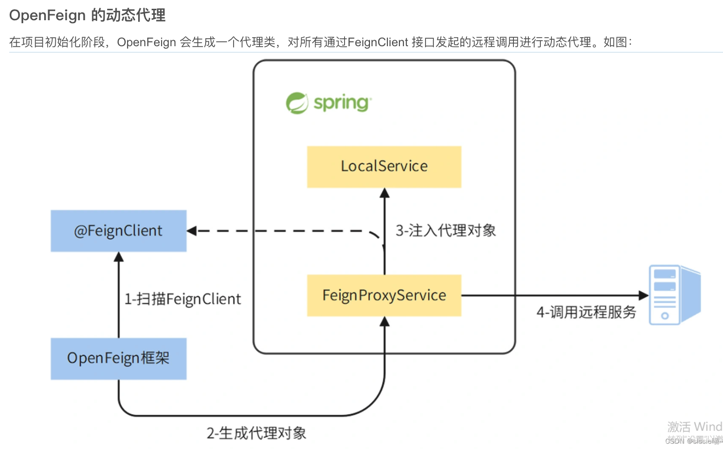 OpenFeign 的动态代理
在项目初始化阶段，OpenFeign 会生成一个代理类，对所有通过FeignClient 接口发起的远程调用进行动态代理。如图：
spring
LocalService
@FeignClient
3-注入代理对象
1-扫描FeignClient
FeignProxyService
4-调用远程服务
OpenFeign框架
2-生成代理对象
激活 Wind
CSDN